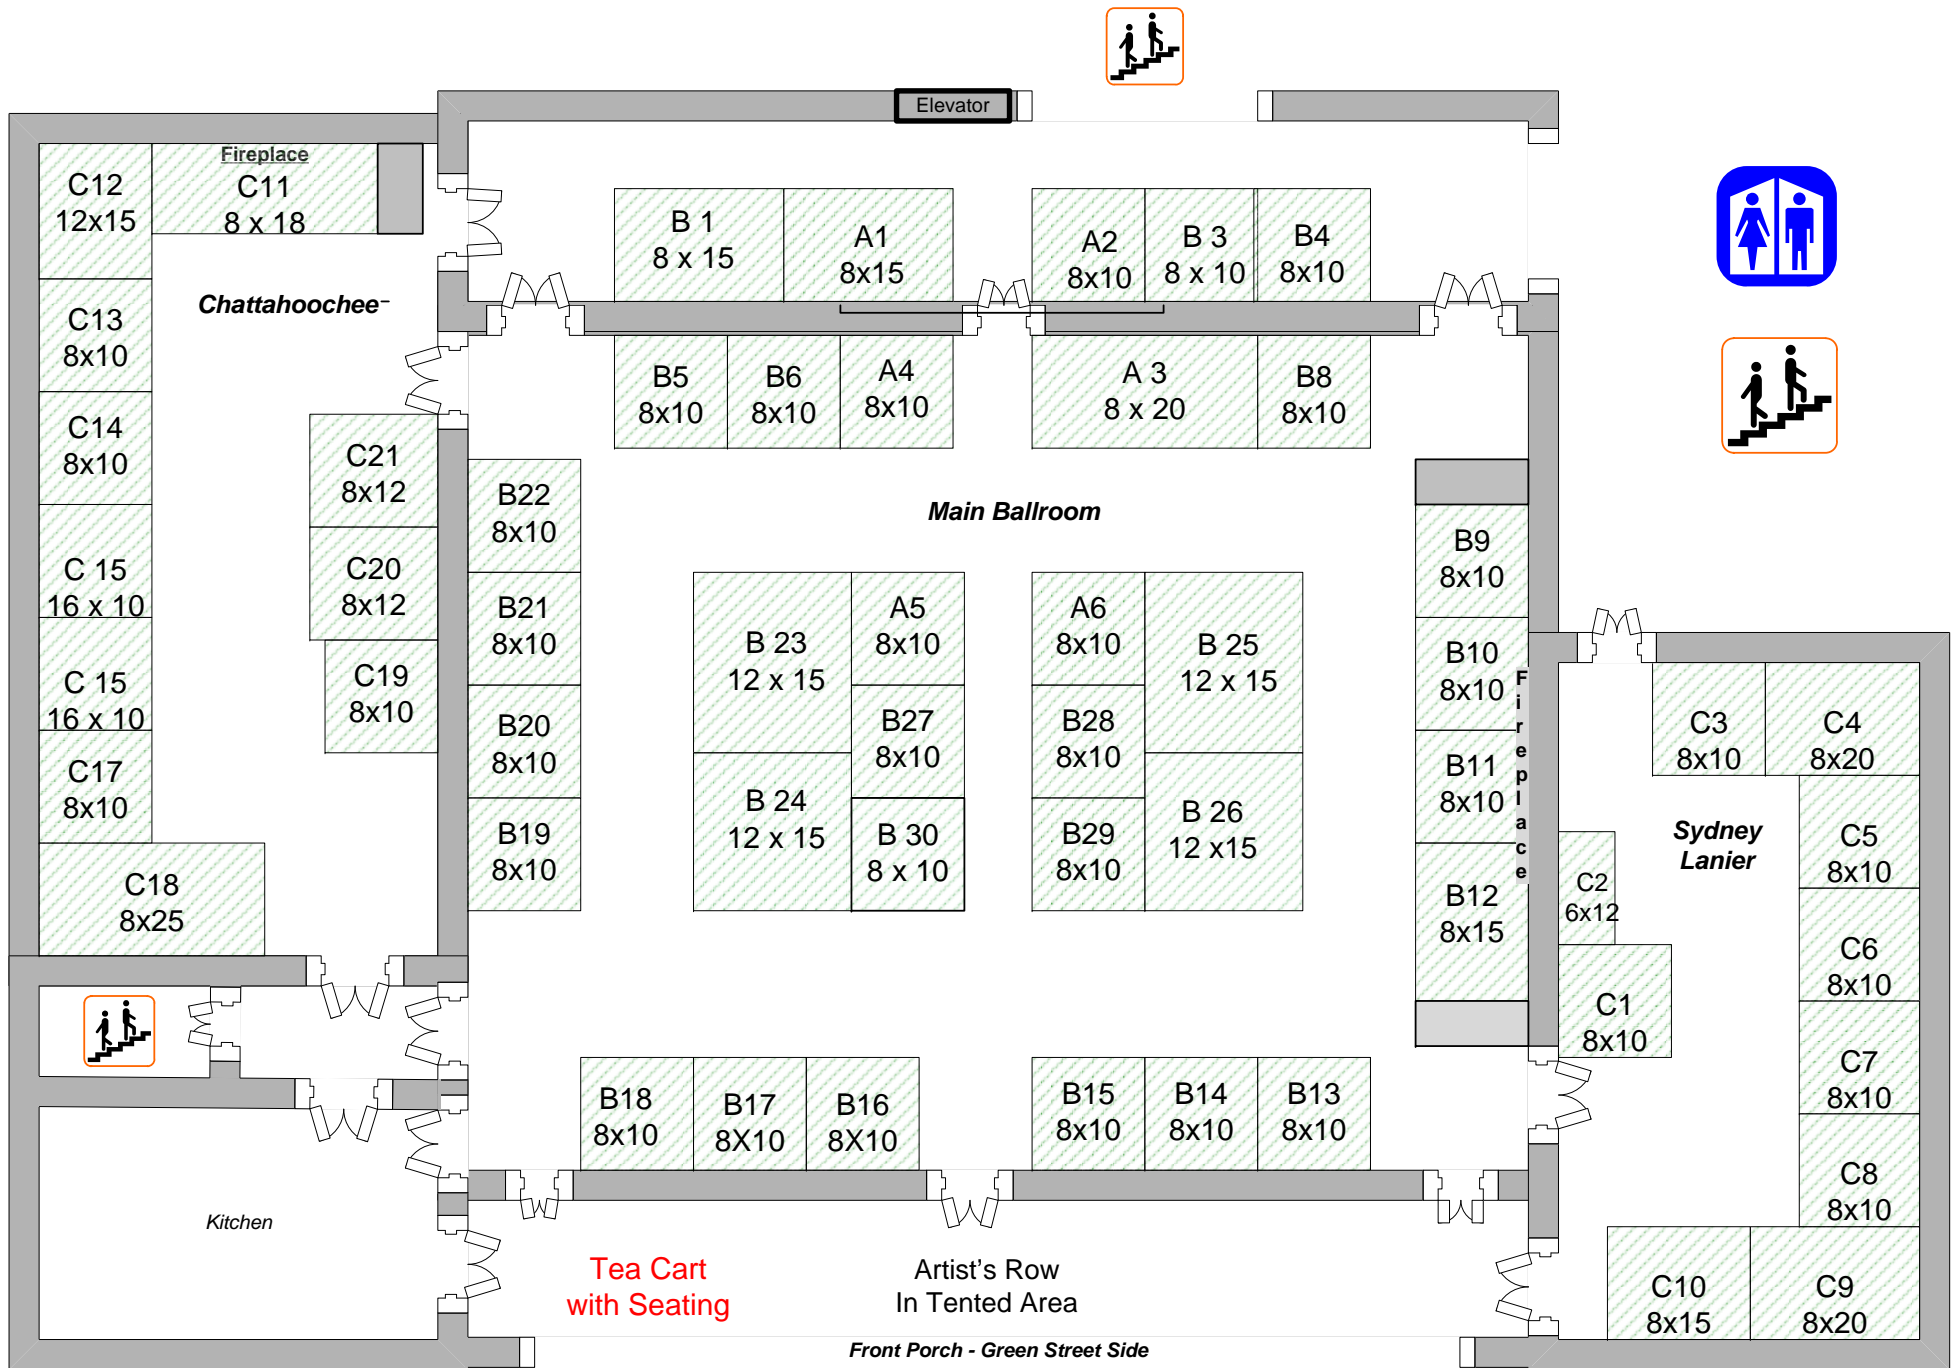 Elevator
Fireplace
C12
12x15
C11
8 x 18
B 1
8 x 15
A1
8x15
A2
8x10
B 3
8 x 10
B4
8x10
Chattahoochee–
C13
8x10
C14
8x10
C 15
16 x 10
C 15
16 x 10
C17
8x10
C18
8x25
C21
8x12
C20
8x12
C19
8x10
B5
8x10
B6
8x10
A4
8x10
A 3
8 x 20
B8
8x10
Main Ballroom
B22
8x10
B21
8x10
B20
8x10
B19
8x10
B 23
12 x 15
A5
8x10
B27
8x10
B 24
12 x 15
B 30
8 x 10
A6
8x10
B 25
12 x 15
B28
8x10
B29
8x10
B 26
12 x15
B9
8x10
B10
8x10
B11
8x10
B12
8x15
Fireplace
C3
8x10
C4
8x20
Sydney
Lanier
C5
8x10
C2
6x12
C6
8x10
C1
8x10
C7
8x10
C8
8x10
C10
8x15
C9
8x20
B18
8x10
B17
8X10
B16
8X10
B15
8x10
B14
8x10
B13
8x10
Kitchen
Tea Cart
with Seating
Artist's Row
In Tented Area
Front Porch - Green Street Side